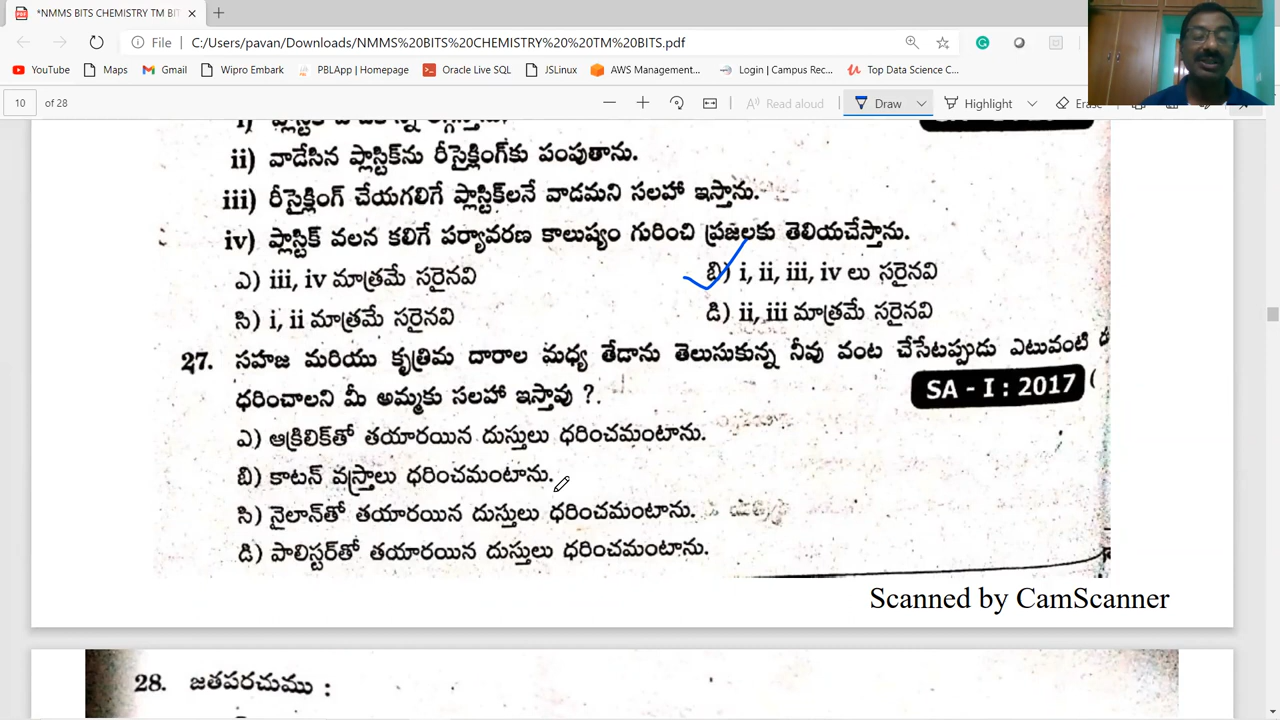 *NMMS BITS CHEMISTRY TM BIT
File C:/Users/pavan/Downloads/NMMS%20BITS%20CHEMISTRY%20%20TM%20BITS.pdf
YouTube Maps Gmail Wipro Embark PBLApp | Homepage Oracle Live SQL JSLinux AWS Management... Login | Campus Rec... Top Data Science C...
10 of 28 Read aloud Draw Highlight Erase
ii) వాడేసిన ప్లాస్టిక్‌ను రీసైక్లింగ్‌కు పంపుతాను.
iii) రీసైక్లింగ్ చేయగలిగే ప్లాస్టిక్‌లనే వాడమని సలహా ఇస్తాను.
iv) ప్లాస్టిక్ వలన కలిగే పర్యావరణ కాలుష్యం గురించి ప్రజలకు తెలియచేస్తాను.
ఎ) iii, iv మాత్రమే సరైనవి బి) i, ii, iii, iv లు సరైనవి
సి) i, ii మాత్రమే సరైనవి డి) ii, iii మాత్రమే సరైనవి
27. సహజ మరియు కృత్రిమ దారాల మధ్య తేడాను తెలుసుకున్న నీవు వంట చేసేటప్పుడు ఎటువంటి
ధరించాలని మీ అమ్మకు సలహా ఇస్తావు ?. SA - I : 2017 (
ఎ) ఆక్రిలిక్‌తో తయారయిన దుస్తులు ధరించమంటాను.
బి) కాటన్ వస్త్రాలు ధరించమంటాను.
సి) నైలాన్‌తో తయారయిన దుస్తులు ధరించమంటాను.
డి) పాలిస్టర్‌తో తయారయిన దుస్తులు ధరించమంటాను.
Scanned by CamScanner
28. జతపరచుము :